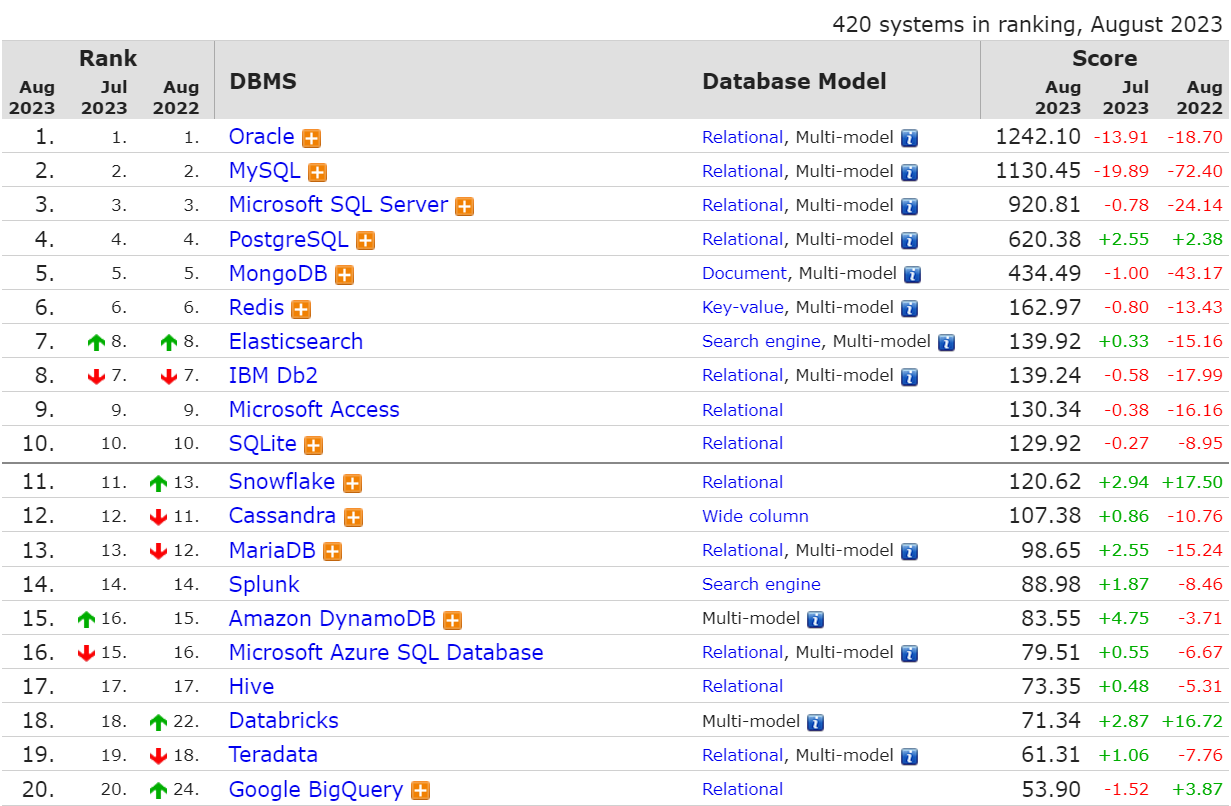 420 systems in ranking, August 2023
Rank DBMS Database Model Score
Aug 2023 Jul 2023 Aug 2022 Aug 2023 Jul 2023 Aug 2022
1. 1. 1. Oracle Relational, Multi-model 1242.10 -13.91 -18.70
2. 2. 2. MySQL Relational, Multi-model 1130.45 -19.89 -72.40
3. 3. 3. Microsoft SQL Server Relational, Multi-model 920.81 -0.78 -24.14
4. 4. 4. PostgreSQL Relational, Multi-model 620.38 +2.55 +2.38
5. 5. 5. MongoDB Document, Multi-model 434.49 -1.00 -43.17
6. 6. 6. Redis Key-value, Multi-model 162.97 -0.80 -13.43
7. 8. 8. Elasticsearch Search engine, Multi-model 139.92 +0.33 -15.16
8. 7. 7. IBM Db2 Relational, Multi-model 139.24 -0.58 -17.99
9. 9. 9. Microsoft Access Relational 130.34 -0.38 -16.16
10. 10. 10. SQLite Relational 129.92 -0.27 -8.95
11. 11. 13. Snowflake Relational 120.62 +2.94 +17.50
12. 12. 11. Cassandra Wide column 107.38 +0.86 -10.76
13. 13. 12. MariaDB Relational, Multi-model 98.65 +2.55 -15.24
14. 14. 14. Splunk Search engine 88.98 +1.87 -8.46
15. 16. 15. Amazon DynamoDB Multi-model 83.55 +4.75 -3.71
16. 15. 16. Microsoft Azure SQL Database Relational, Multi-model 79.51 +0.55 -6.67
17. 17. 17. Hive Relational 73.35 +0.48 -5.31
18. 18. 22. Databricks Multi-model 71.34 +2.87 +16.72
19. 19. 18. Teradata Relational, Multi-model 61.31 +1.06 -7.76
20. 20. 24. Google BigQuery Relational 53.90 -1.52 +3.87